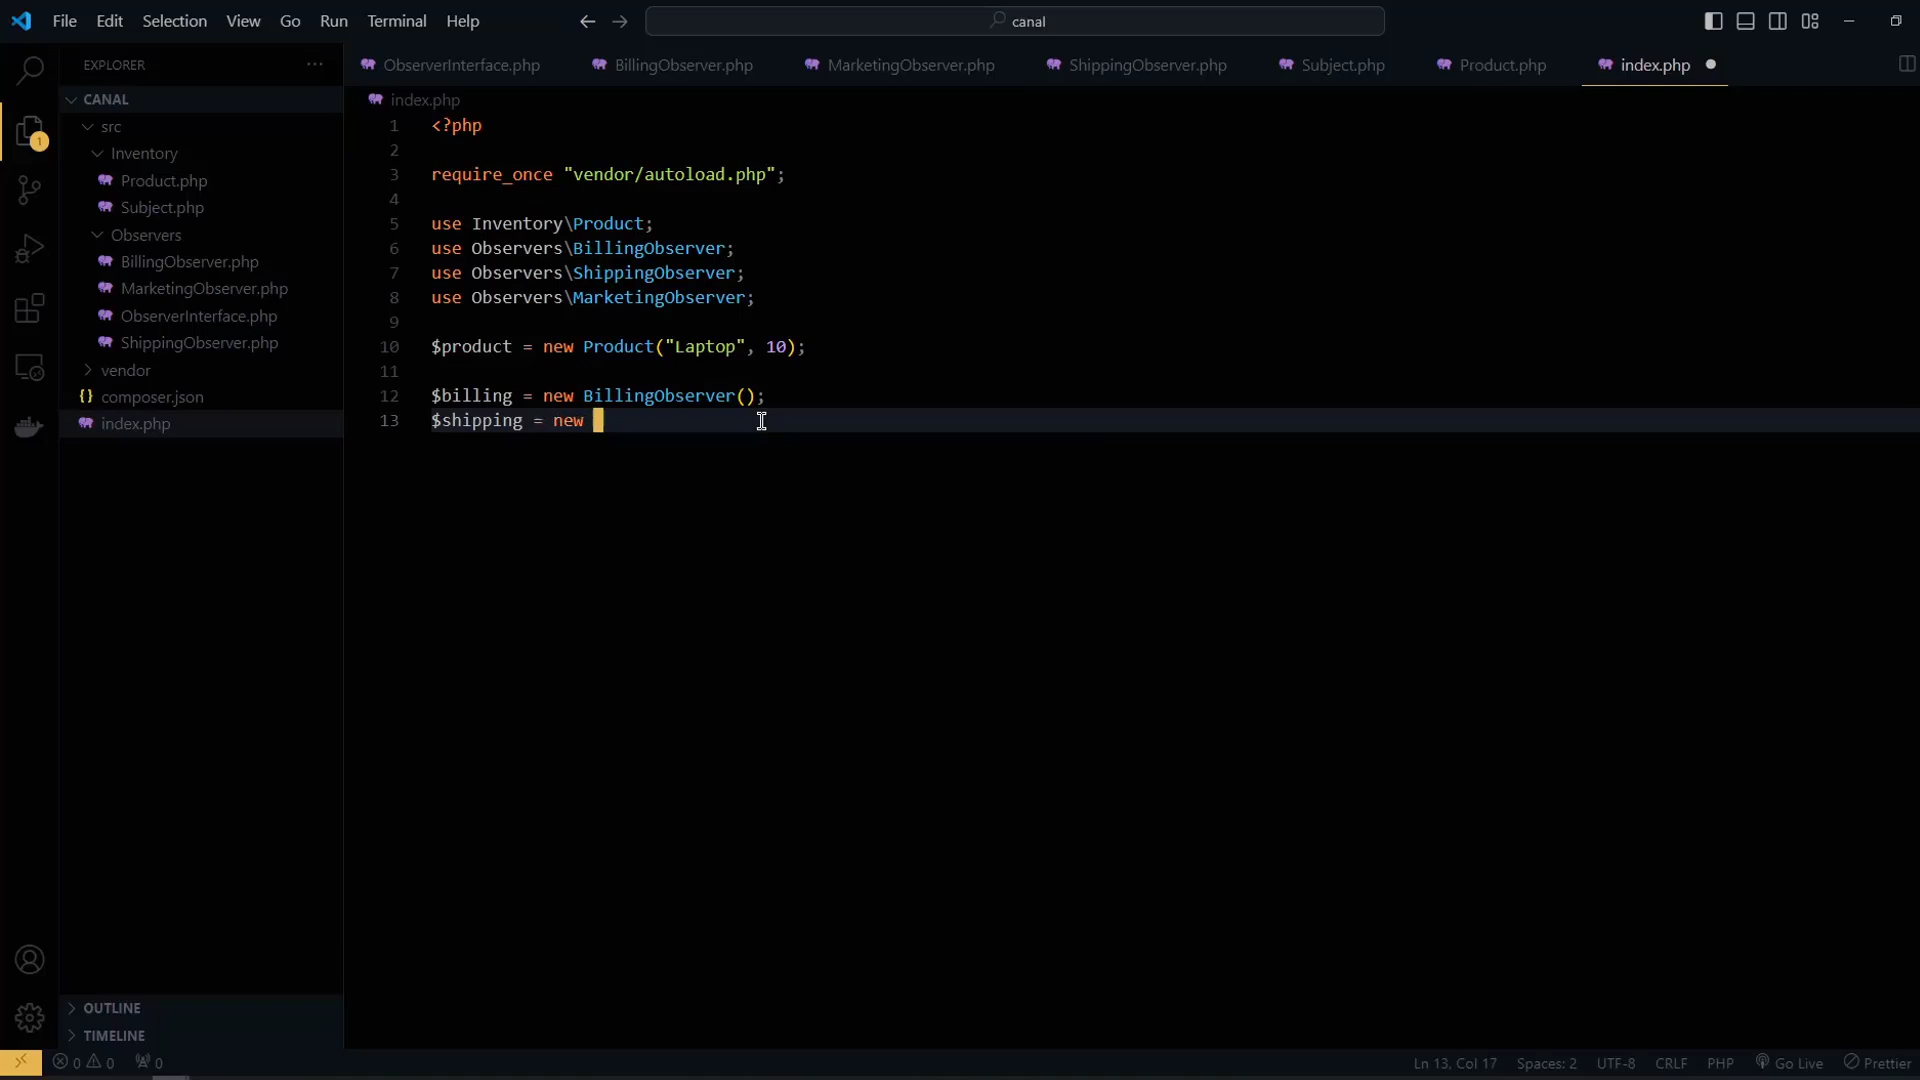 File Edit Selection View Go Run Terminal Help
canal
EXPLORER
ObserverInterface.php BillingObserver.php MarketingObserver.php ShippingObserver.php Subject.php Product.php index.php
CANAL
src
Inventory
Product.php
Subject.php
Observers
BillingObserver.php
MarketingObserver.php
ObserverInterface.php
ShippingObserver.php
vendor
composer.json
index.php
1
OUTLINE
TIMELINE
index.php
1 <?php
2
3 require_once "vendor/autoload.php";
4
5 use Inventory\Product;
6 use Observers\BillingObserver;
7 use Observers\ShippingObserver;
8 use Observers\MarketingObserver;
9
10 $product = new Product("Laptop", 10);
11
12 $billing = new BillingObserver();
13 $shipping = new
0 0 0 Ln 13, Col 17 Spaces: 2 UTF-8 CRLF PHP Go Live Prettier